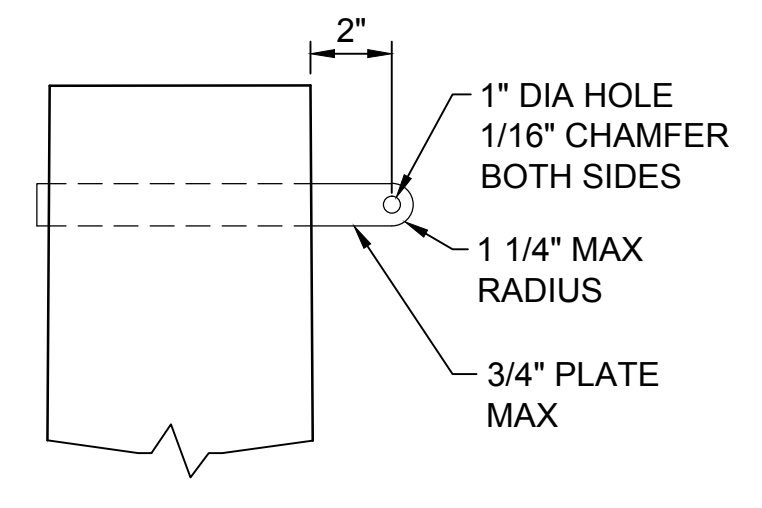 2"
1" DIA HOLE
1/16" CHAMFER
BOTH SIDES
1 1/4" MAX
RADIUS
3/4" PLATE
MAX